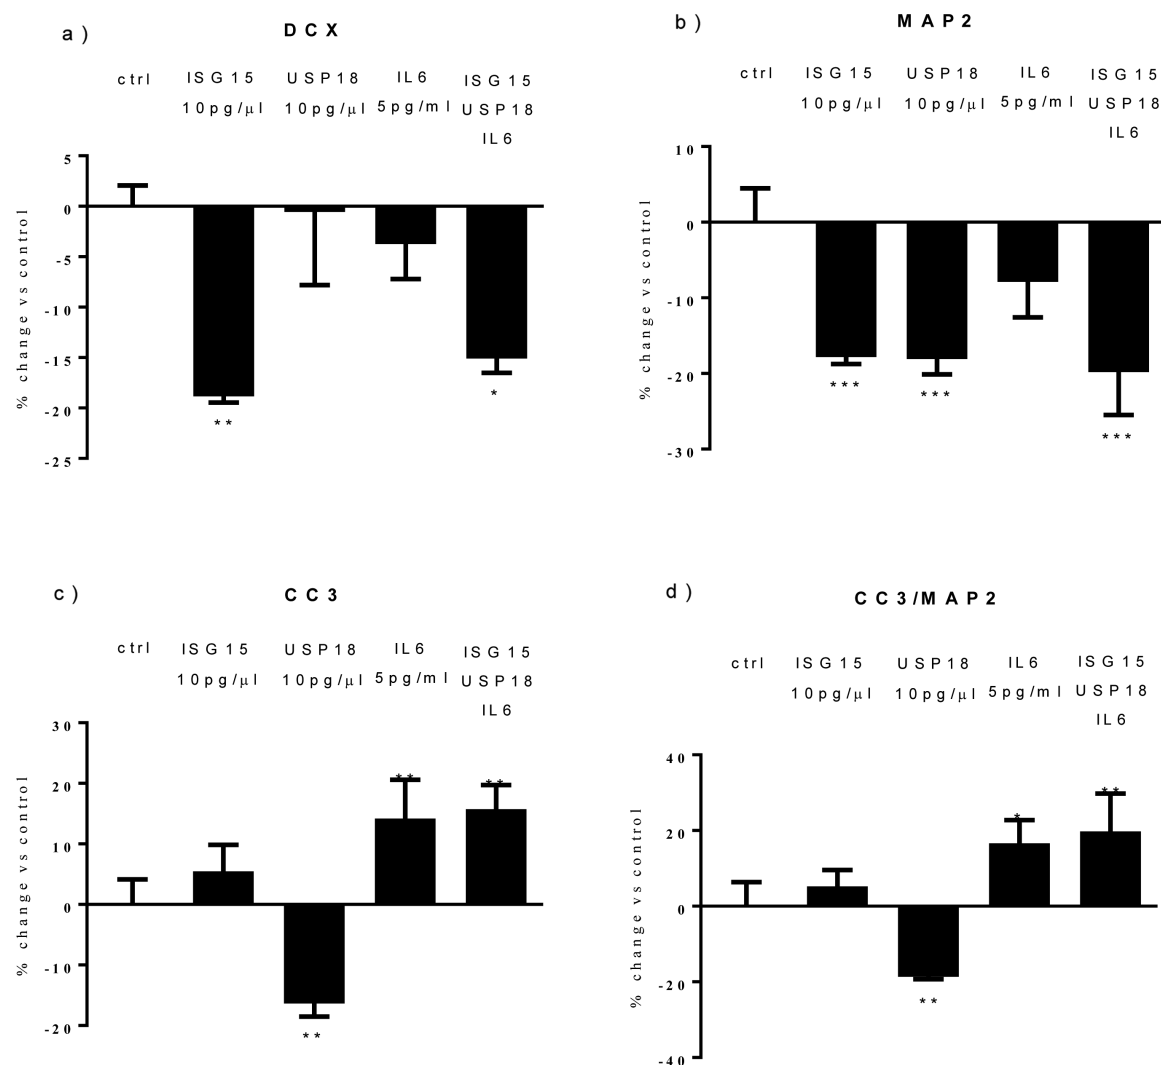 a)
DCX
ctrl
ISG15
10pg/μl
USP18
10pg/μl
IL6
5pg/ml
ISG15
USP18
IL6
% change vs control
5
0
-5
-10
-15
-20
-25
**
*
b)
MAP2
ctrl
ISG15
10pg/μl
USP18
10pg/μl
IL6
5pg/ml
ISG15
USP18
IL6
% change vs control
10
0
-10
-20
-30
***
***
***
c)
CC3
ctrl
ISG15
10pg/μl
USP18
10pg/μl
IL6
5pg/ml
ISG15
USP18
IL6
% change vs control
30
20
10
0
-10
-20
**
**
**
d)
CC3/MAP2
ctrl
ISG15
10pg/μl
USP18
10pg/μl
IL6
5pg/ml
ISG15
USP18
IL6
% change vs control
40
20
0
-20
-40
**
*
**